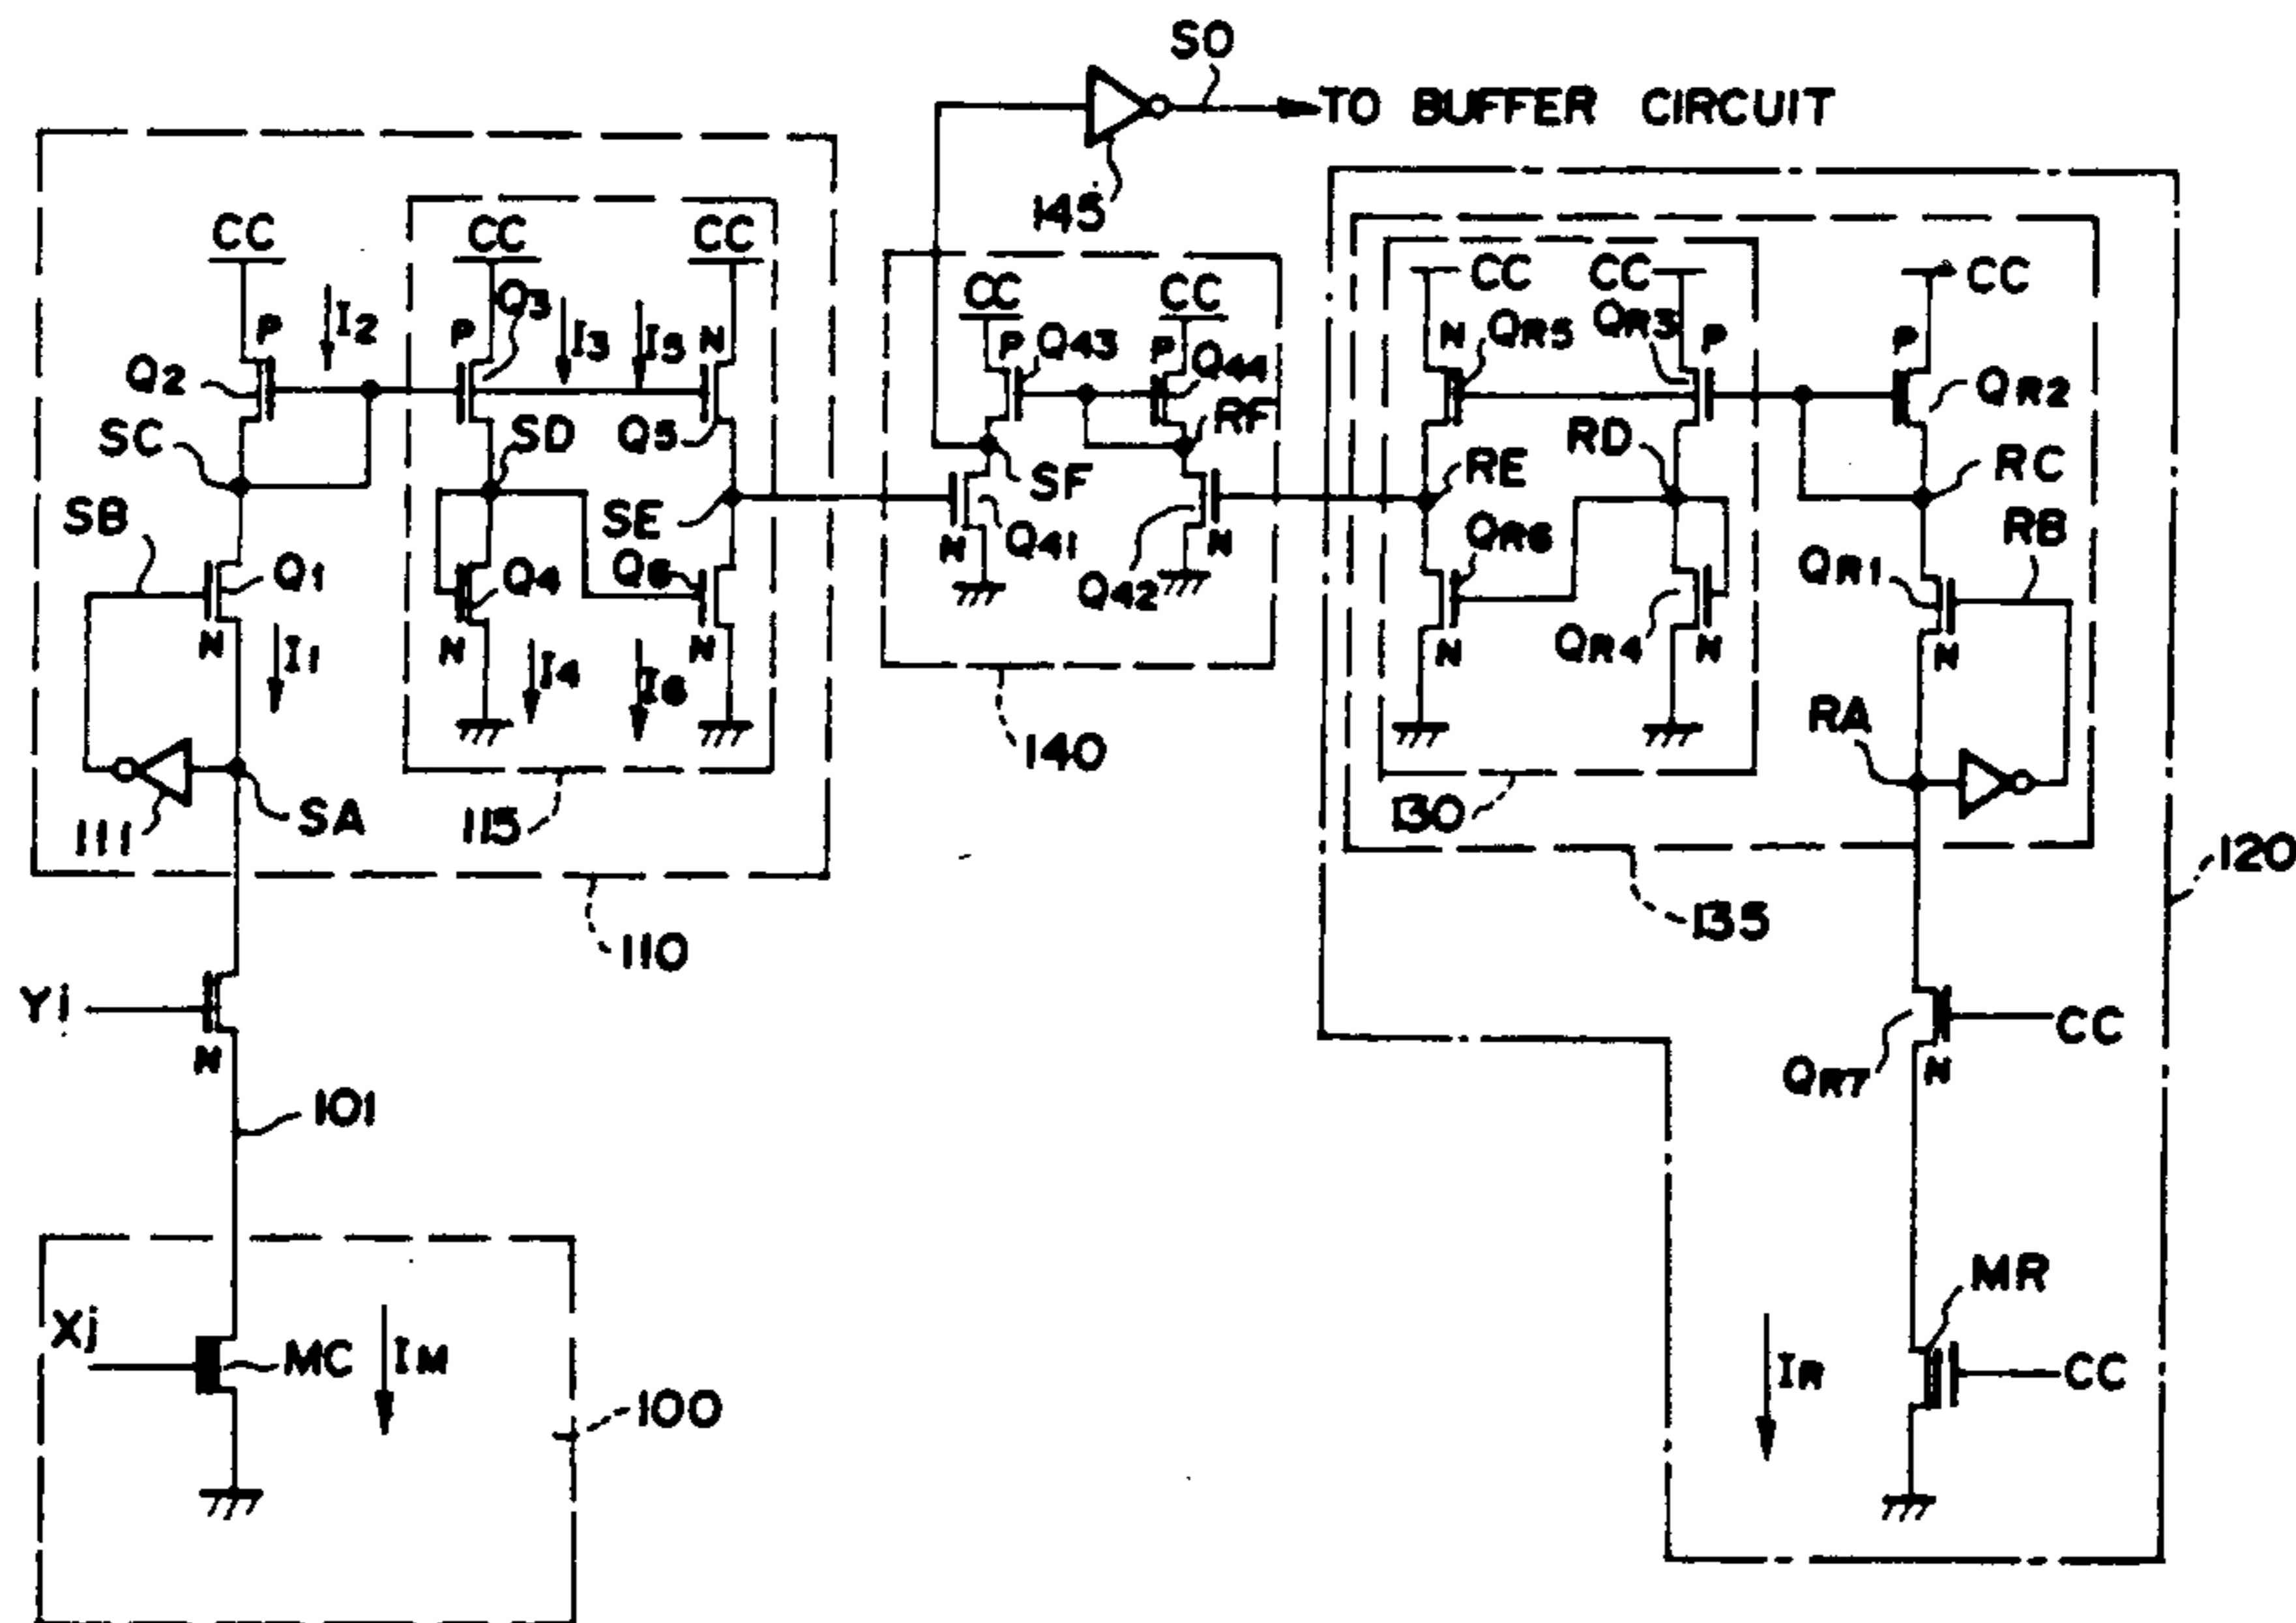 SO
TO BUFFER CIRCUIT
145
CC
CC
CC
P
I2
Q3
P
I3
I5
N
Q2
SC
SD
Q5
SB
SE
Q1
N
I1
Q4
N
I4
Q6
N
I6
111
SA
115
110
CC
CC
P
Q43
P
Q44
RF
SF
N
Q41
Q42
N
140
CC
CC
CC
N
QR5
QR3
P
P
QR2
RE
RD
RC
RB
QR6
QR1
N
QR4
N
N
RA
130
135
120
Yi
N
101
QR7
N
CC
Xj
MC
IM
100
IR
MR
CC